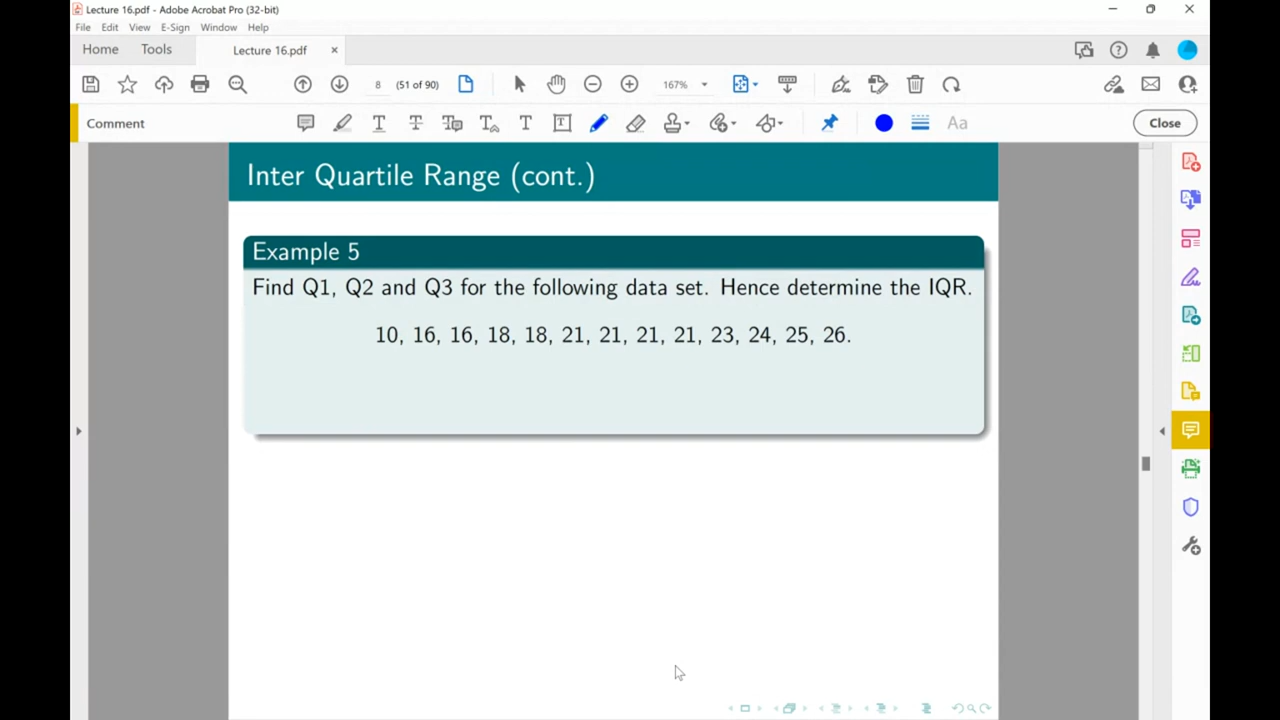 Lecture 16.pdf - Adobe Acrobat Pro (32-bit)
File Edit View E-Sign Window Help
Home Tools Lecture 16.pdf
8 (51 of 90) 167%
Comment Aa Close
Inter Quartile Range (cont.)
Example 5
Find Q1, Q2 and Q3 for the following data set. Hence determine the IQR.
10, 16, 16, 18, 18, 21, 21, 21, 21, 23, 24, 25, 26.